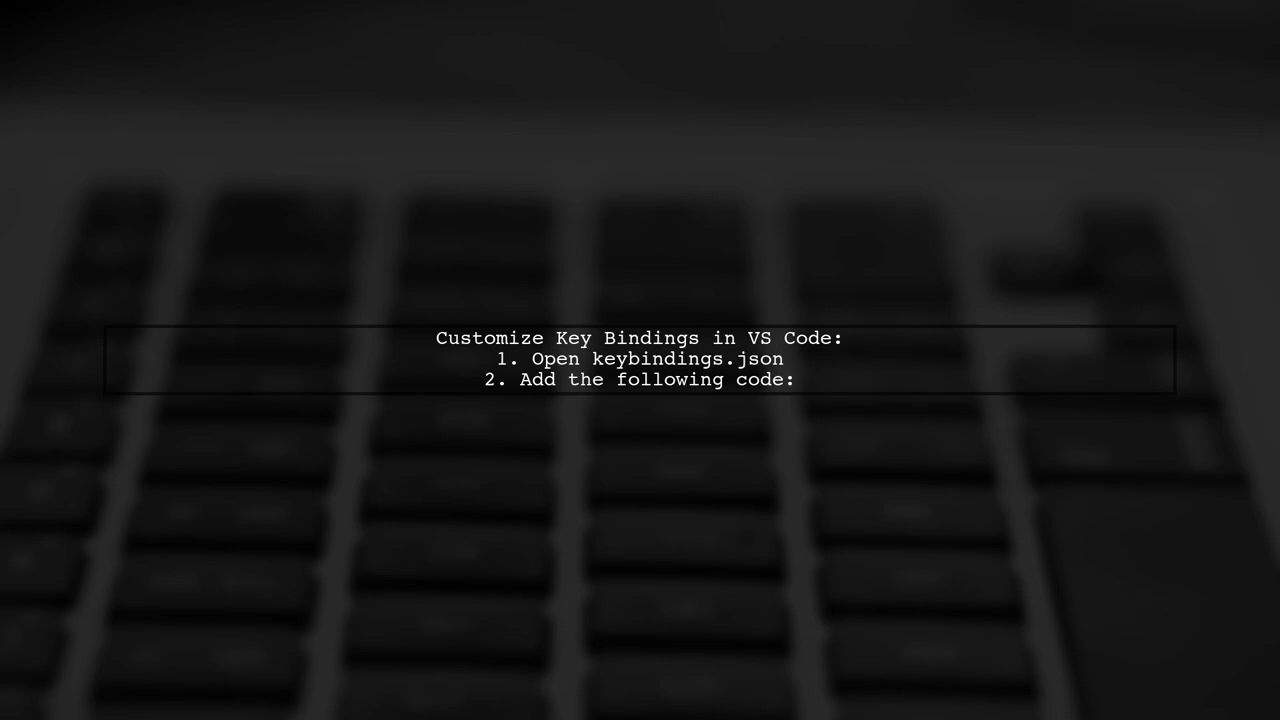 Customize Key Bindings in VS Code:
1. Open keybindings.json
2. Add the following code: